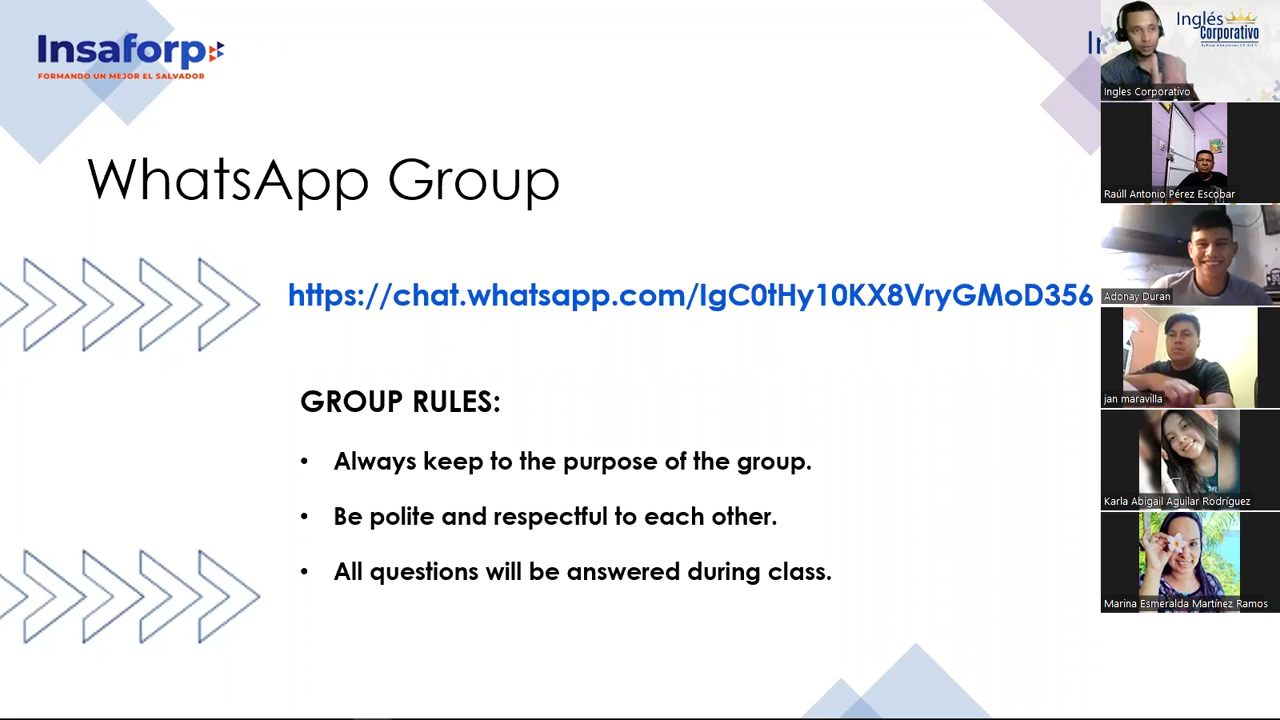 Insaforp
FORMANDO UN MEJOR EL SALVADOR
WhatsApp Group
https://chat.whatsapp.com/IgC0tHy10KX8VryGMoD356
GROUP RULES:
• Always keep to the purpose of the group.
• Be polite and respectful to each other.
• All questions will be answered during class.
Inglés
Corporativo
Ingles Corporativo
Raúll Antonio Pérez Escobar
Adonay Duran
jan maravilla
Karla Abigail Aguilar Rodríguez
Marina Esmeralda Martínez Ramos